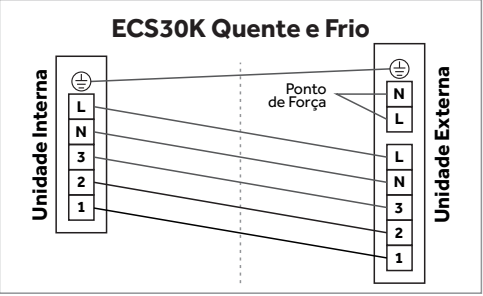 ECS30K Quente e Frio
Unidade Interna
L
N
3
2
1
Ponto
de Força
N
L
L
N
3
2
1
Unidade Externa